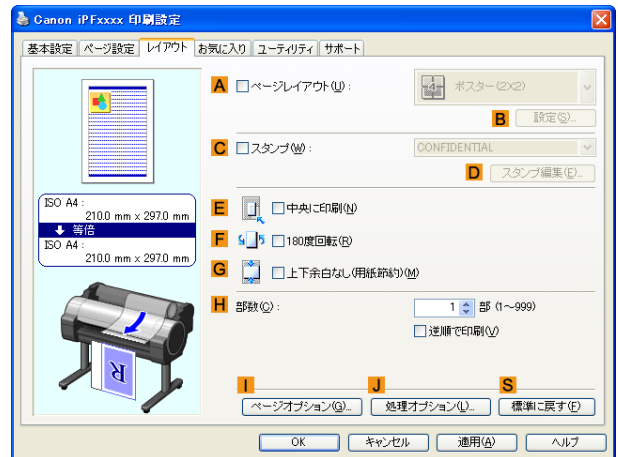 Canon iPFxxxx 印刷設定
基本設定 ページ設定 レイアウト お気に入り ユーティリティ サポート
A ページレイアウト(U) : 4 ポスター(2X2)
B 設定(S)...
C スタンプ(W) : CONFIDENTIAL
D スタンプ編集(E)...
ISO A4 :
210.0 mm x 297.0 mm
等倍
ISO A4 :
210.0 mm x 297.0 mm
E 中央に印刷(N)
F 180度回転(R)
G 上下余白なし(用紙節約)(M)
H 部数(C) : 1 部 (1～999)
逆順で印刷(V)
R
I J S
ページオプション(G)... 処理オプション(L)... 標準に戻す(F)
OK キャンセル 適用(A) ヘルプ